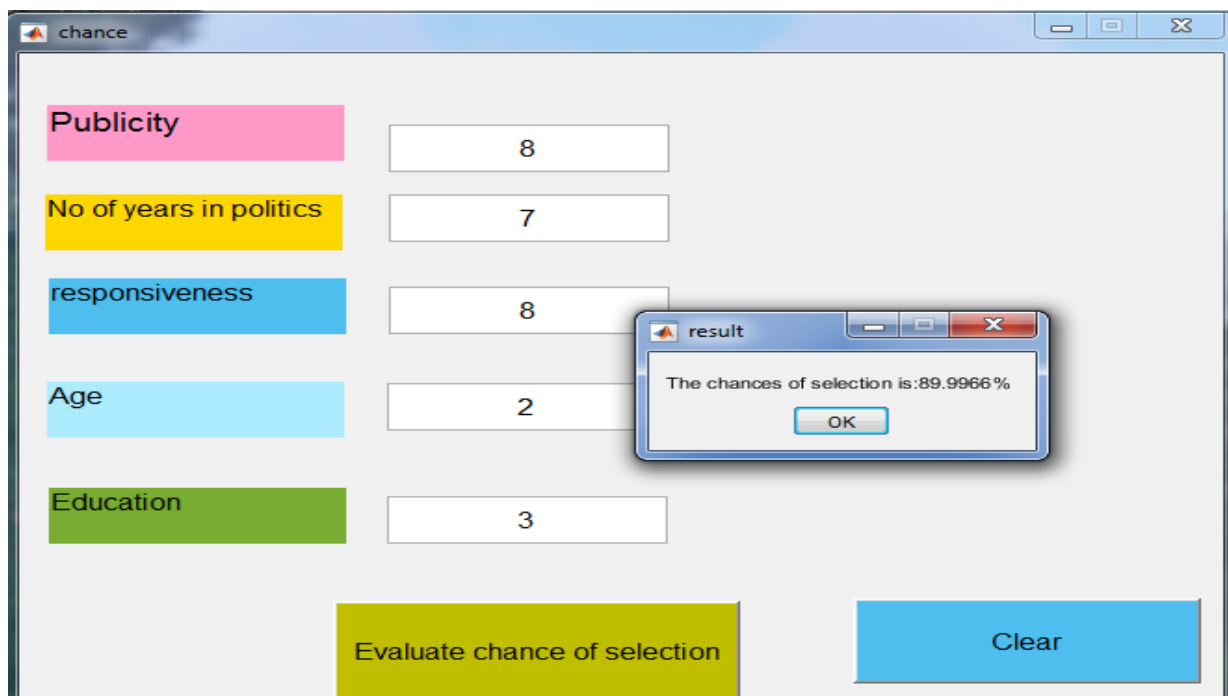 chance
Publicity
8
No of years in politics
7
responsiveness
8
result
The chances of selection is:89.9966%
OK
Age
2
Education
3
Evaluate chance of selection
Clear